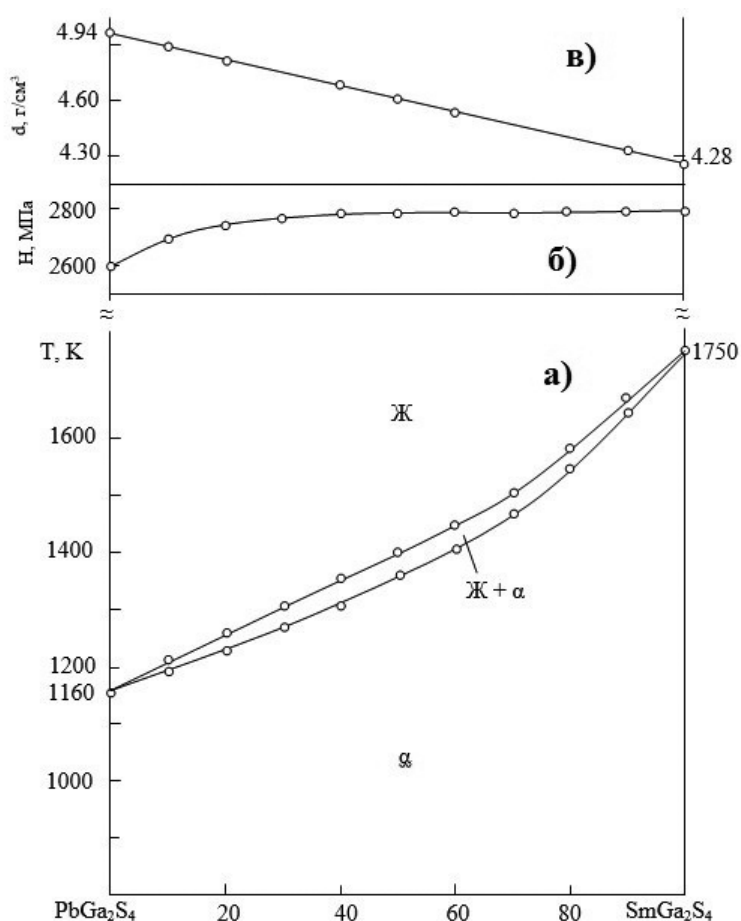 4.94
в)
d, г/см³
4.60
4.30
4.28
2800
H, МПа
2600
б)
≈
≈
T, K
1750
а)
Ж
1600
1400
Ж + α
1200
1160
α
1000
PbGa₂S₄
20
40
60
80
SmGa₂S₄